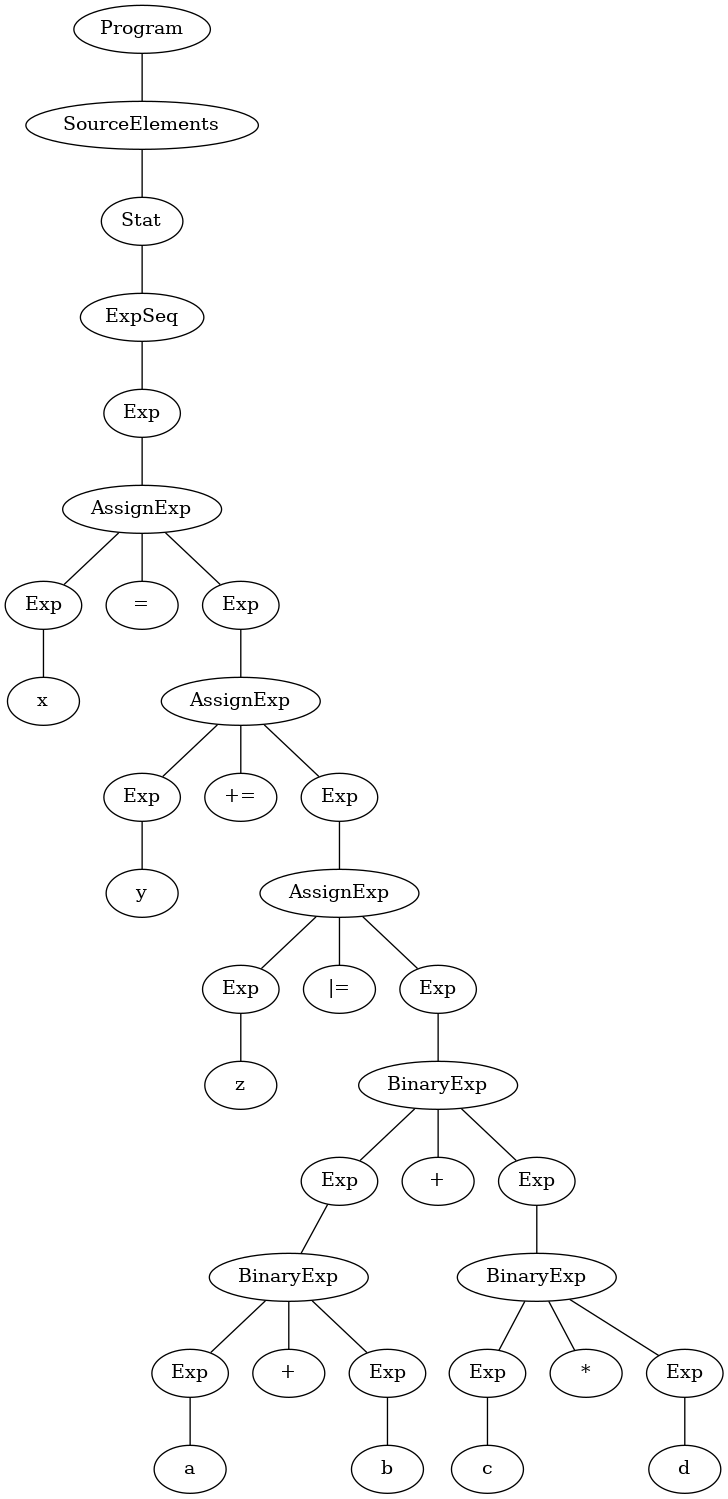 Program
SourceElements
Stat
ExpSeq
Exp
AssignExp
Exp = Exp
x AssignExp
Exp += Exp
y AssignExp
Exp |= Exp
z BinaryExp
Exp + Exp
BinaryExp BinaryExp
Exp + Exp Exp * Exp
a b c d